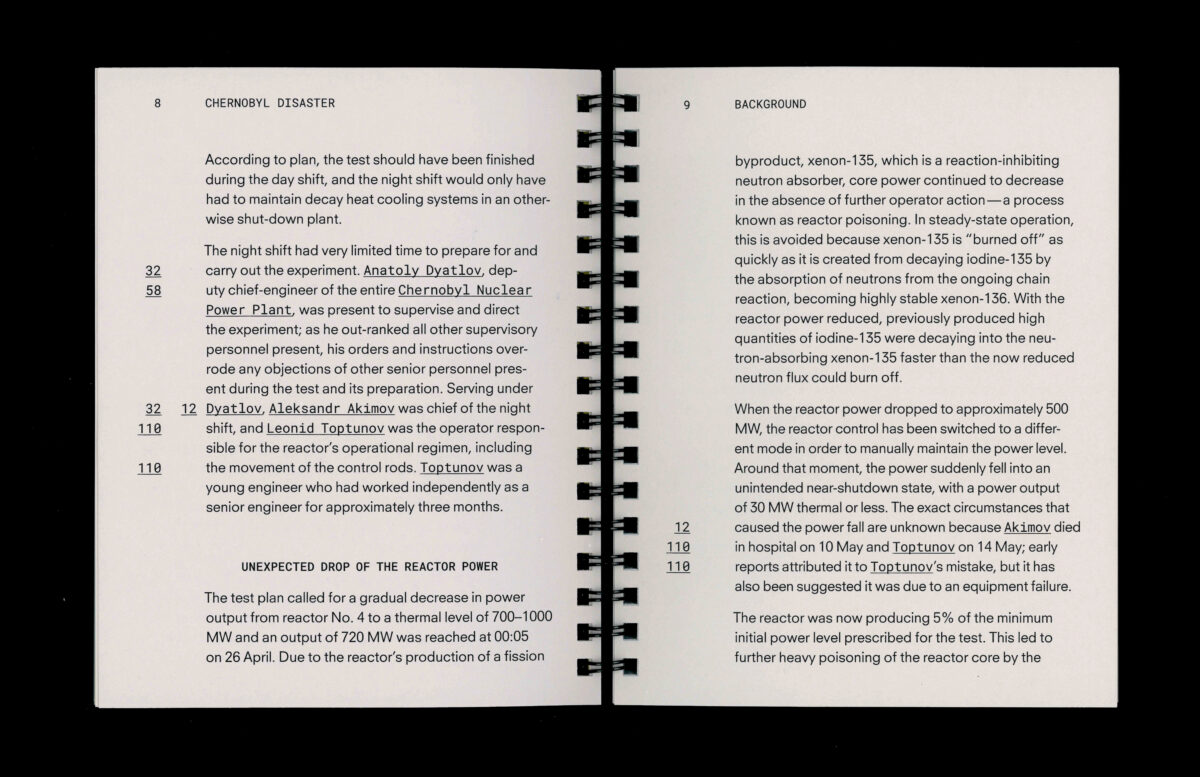 8 CHERNOBYL DISASTER
According to plan, the test should have been finished
during the day shift, and the night shift would only have
had to maintain decay heat cooling systems in an other-
wise shut-down plant.
The night shift had very limited time to prepare for and
32 carry out the experiment. Anatoly Dyatlov, dep-
58 uty chief-engineer of the entire Chernobyl Nuclear
Power Plant, was present to supervise and direct
the experiment; as he out-ranked all other supervisory
personnel present, his orders and instructions over-
rode any objections of other senior personnel pres-
ent during the test and its preparation. Serving under
32 12 Dyatlov, Aleksandr Akimov was chief of the night
110 shift, and Leonid Toptunov was the operator respon-
sible for the reactor's operational regimen, including
110 the movement of the control rods. Toptunov was a
young engineer who had worked independently as a
senior engineer for approximately three months.
UNEXPECTED DROP OF THE REACTOR POWER
The test plan called for a gradual decrease in power
output from reactor No. 4 to a thermal level of 700–1000
MW and an output of 720 MW was reached at 00:05
on 26 April. Due to the reactor's production of a fission
9 BACKGROUND
byproduct, xenon-135, which is a reaction-inhibiting
neutron absorber, core power continued to decrease
in the absence of further operator action — a process
known as reactor poisoning. In steady-state operation,
this is avoided because xenon-135 is “burned off” as
quickly as it is created from decaying iodine-135 by
the absorption of neutrons from the ongoing chain
reaction, becoming highly stable xenon-136. With the
reactor power reduced, previously produced high
quantities of iodine-135 were decaying into the neu-
tron-absorbing xenon-135 faster than the now reduced
neutron flux could burn off.
When the reactor power dropped to approximately 500
MW, the reactor control has been switched to a differ-
ent mode in order to manually maintain the power level.
Around that moment, the power suddenly fell into an
unintended near-shutdown state, with a power output
of 30 MW thermal or less. The exact circumstances that
12 caused the power fall are unknown because Akimov died
110 in hospital on 10 May and Toptunov on 14 May; early
110 reports attributed it to Toptunov's mistake, but it has
also been suggested it was due to an equipment failure.
The reactor was now producing 5% of the minimum
initial power level prescribed for the test. This led to
further heavy poisoning of the reactor core by the